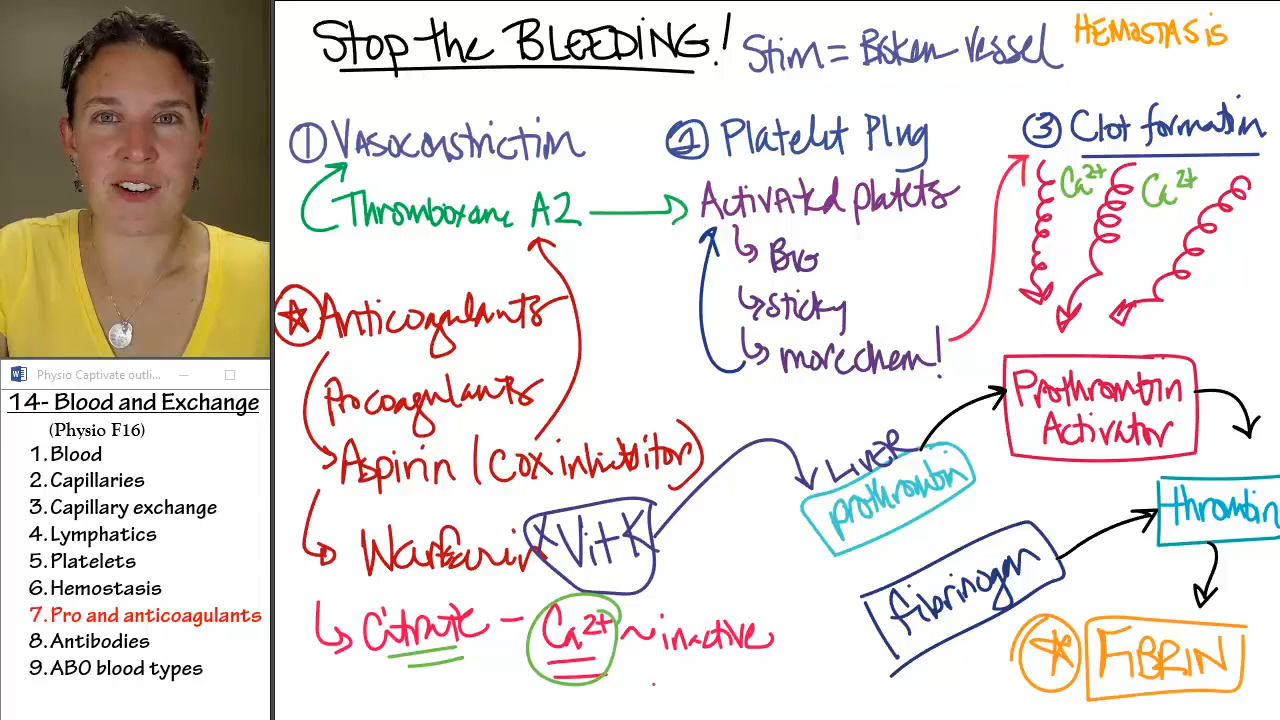 Stop the BLEEDING!
Stim = Broken vessel
HEMOSTASIS
① Vasoconstriction
Thromboxane A2
② Platelet Plug
Activated platets
↳ BIG
↳ sticky
↳ more chem!
③ Clot formation
Ca2+
Ca2+
Anticoagulants
Procoagulants
Aspirin (COX inhibitor)
Warfarin
X Vit K
↳ Citrate - Ca2+ ~ inactive
LIVER
prothrombin
Prothrombin
Activator
thrombin
fibrinogen
FIBRIN
Physio Captivate outli...
14- Blood and Exchange
(Physio F16)
1. Blood
2. Capillaries
3. Capillary exchange
4. Lymphatics
5. Platelets
6. Hemostasis
7. Pro and anticoagulants
8. Antibodies
9. ABO blood types